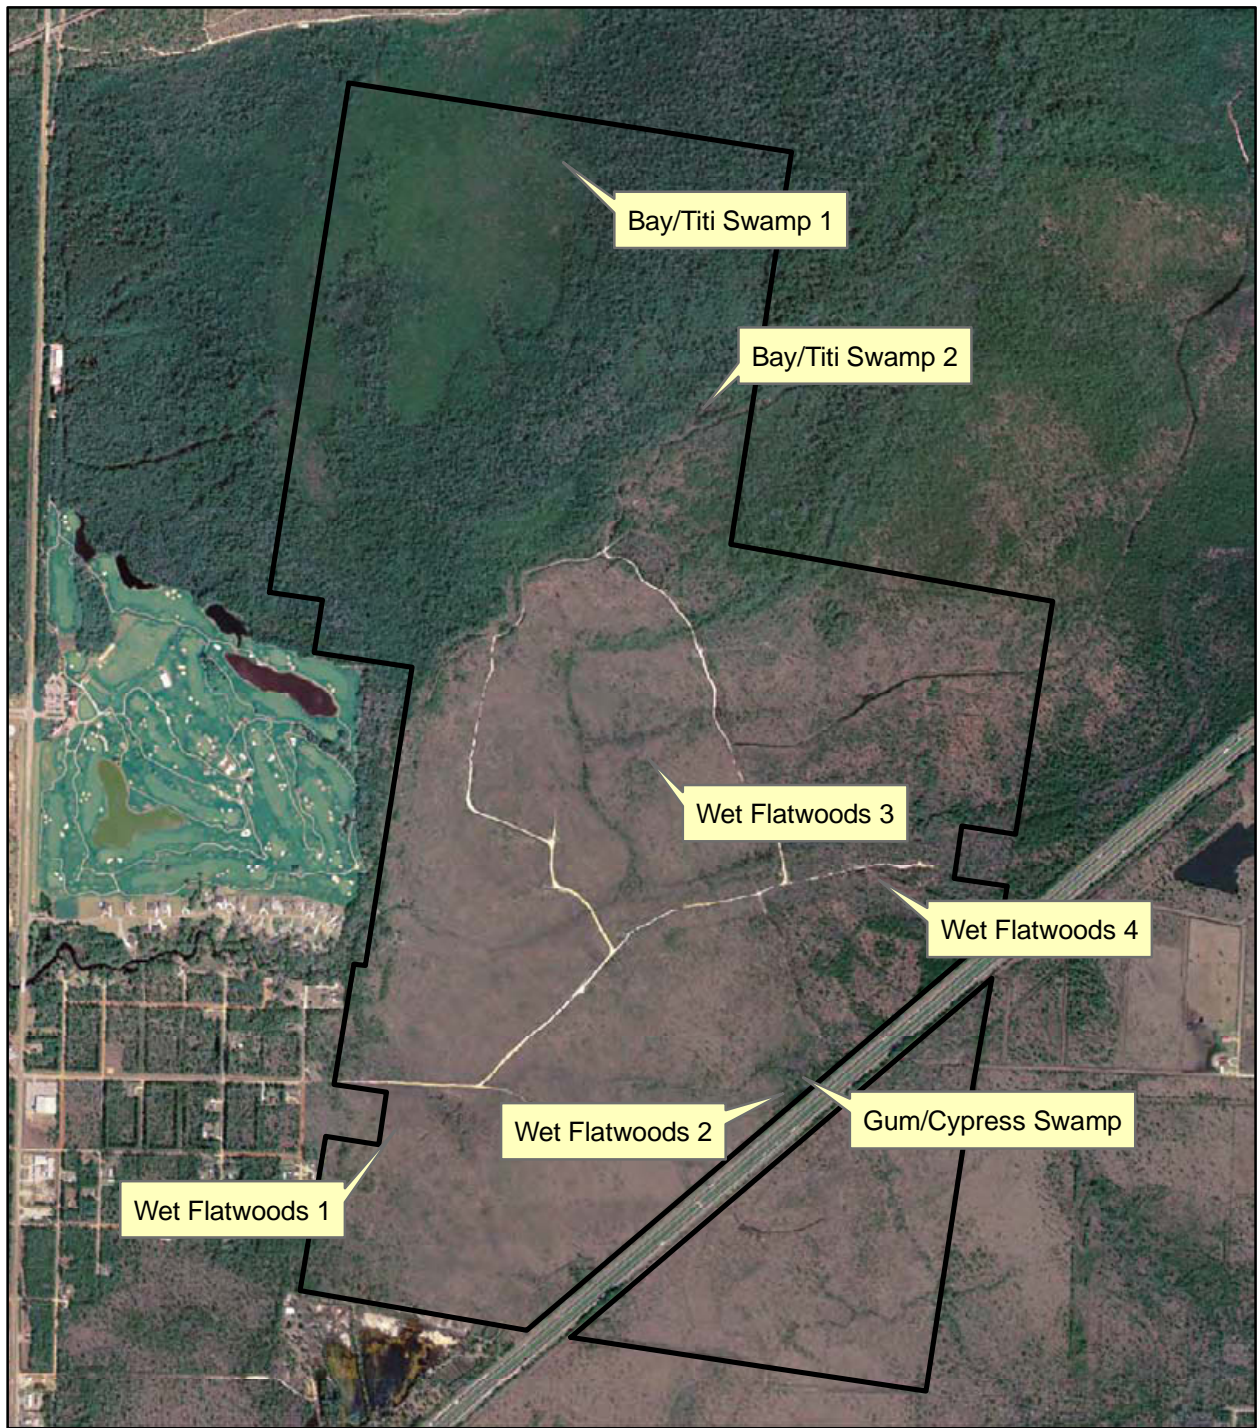 Bay/Titi Swamp 1
Bay/Titi Swamp 2
Wet Flatwoods 3
Wet Flatwoods 4
Wet Flatwoods 2
Gum/Cypress Swamp
Wet Flatwoods 1